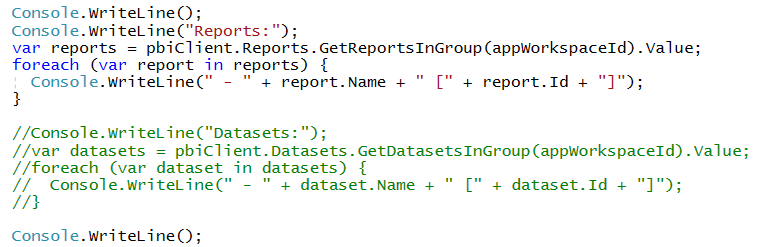 Console.WriteLine();
Console.WriteLine("Reports:");
var reports = pbiClient.Reports.GetReportsInGroup(appWorkspaceId).Value;
foreach (var report in reports) {
  Console.WriteLine(" - " + report.Name + " [" + report.Id + "]");
}

//Console.WriteLine("Datasets:");
//var datasets = pbiClient.Datasets.GetDatasetsInGroup(appWorkspaceId).Value;
//foreach (var dataset in datasets) {
//  Console.WriteLine(" - " + dataset.Name + " [" + dataset.Id + "]");
//}

Console.WriteLine();